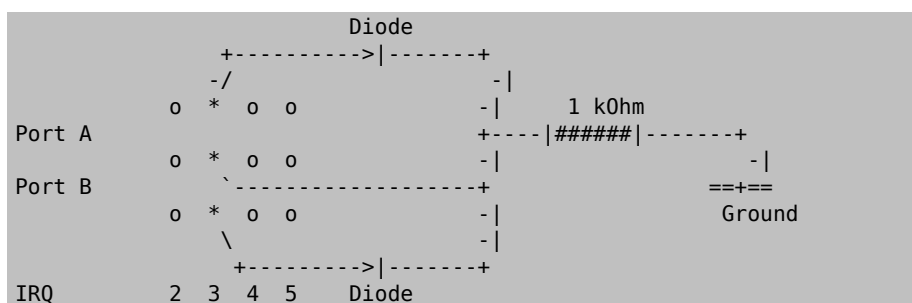 Diode
                   +---------->|-------+
                  -/                      -|
              o  *  o  o               -|      1 kOhm
Port A                                 +----|######|-------+
              o  *  o  o               -|                      -|
Port B             `-------------------+                  ==+==
              o  *  o  o               -|                   Ground
                   \                    -|
                    +--------->|-------+
IRQ           2  3  4  5     Diode